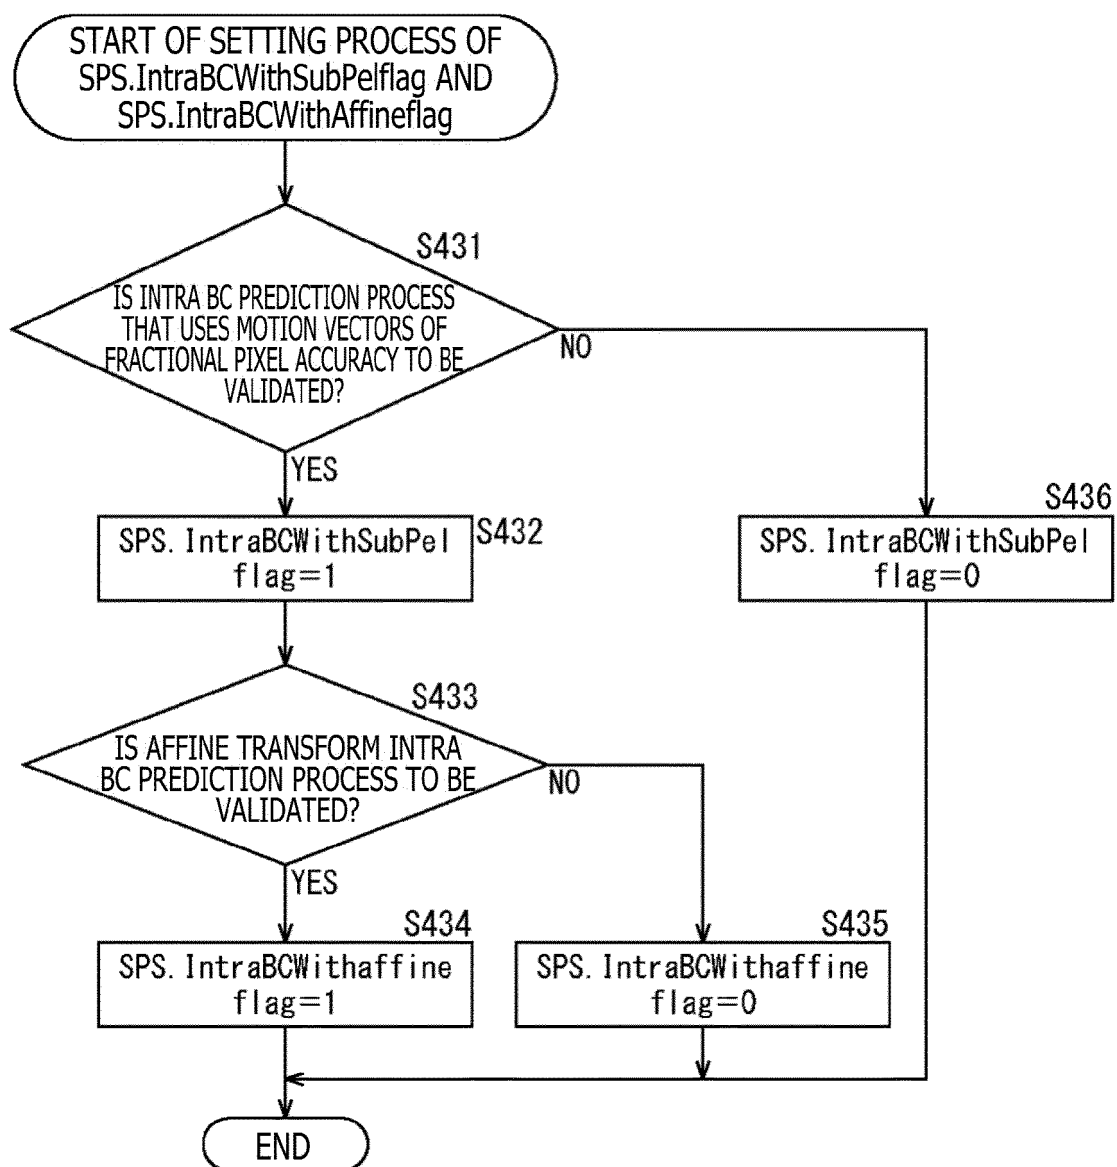 START OF SETTING PROCESS OF
SPS.IntraBCWithSubPelflag AND
SPS.IntraBCWithAffineflag
S431
IS INTRA BC PREDICTION PROCESS
THAT USES MOTION VECTORS OF
FRACTIONAL PIXEL ACCURACY TO BE
VALIDATED?
NO
YES
S432
SPS. IntraBCWithSubPel
flag=1
S436
SPS. IntraBCWithSubPel
flag=0
S433
IS AFFINE TRANSFORM INTRA
BC PREDICTION PROCESS TO BE
VALIDATED?
NO
YES
S434
SPS. IntraBCWithaffine
flag=1
S435
SPS. IntraBCWithaffine
flag=0
END